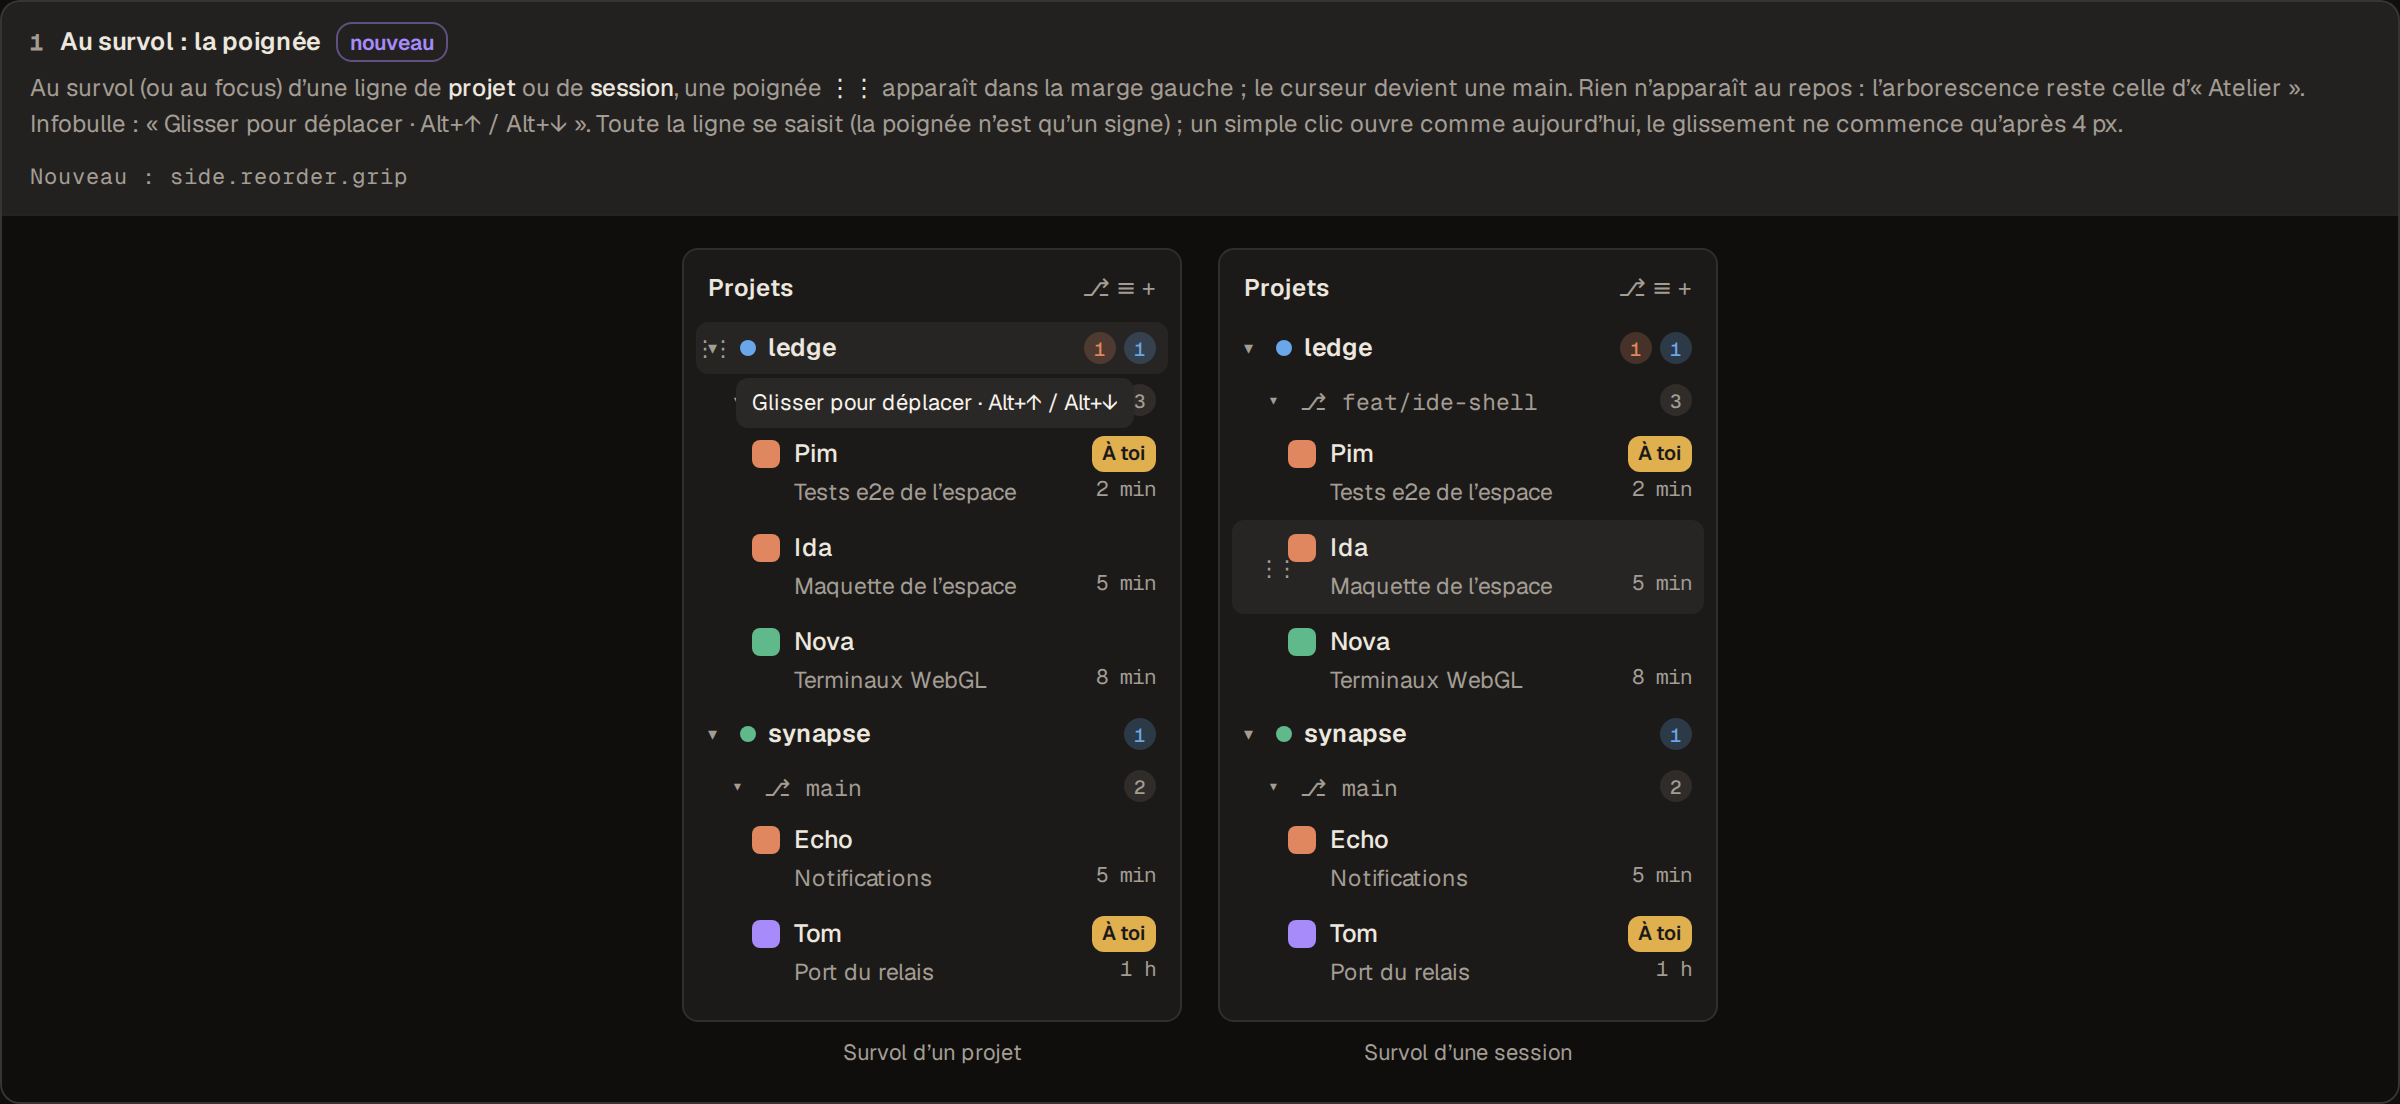 1 Au survol : la poignée nouveau
Au survol (ou au focus) d’une ligne de projet ou de session, une poignée ⋮⋮ apparaît dans la marge gauche ; le curseur devient une main. Rien n’apparaît au repos : l’arborescence reste celle d’« Atelier ».
Infobulle : « Glisser pour déplacer · Alt+↑ / Alt+↓ ». Toute la ligne se saisit (la poignée n’est qu’un signe) ; un simple clic ouvre comme aujourd’hui, le glissement ne commence qu’après 4 px.
Nouveau : side.reorder.grip
Projets ⎇ ≡ +
⋮⋮ ▾ ledge 1 1
Glisser pour déplacer · Alt+↑ / Alt+↓ 3
Pim À toi
Tests e2e de l’espace 2 min
Ida
Maquette de l’espace 5 min
Nova
Terminaux WebGL 8 min
▾ synapse 1
▾ ⎇ main 2
Echo
Notifications 5 min
Tom À toi
Port du relais 1 h
Survol d’un projet
Projets ⎇ ≡ +
▾ ledge 1 1
▾ ⎇ feat/ide-shell 3
Pim À toi
Tests e2e de l’espace 2 min
Ida
⋮⋮ Maquette de l’espace 5 min
Nova
Terminaux WebGL 8 min
▾ synapse 1
▾ ⎇ main 2
Echo
Notifications 5 min
Tom À toi
Port du relais 1 h
Survol d’une session